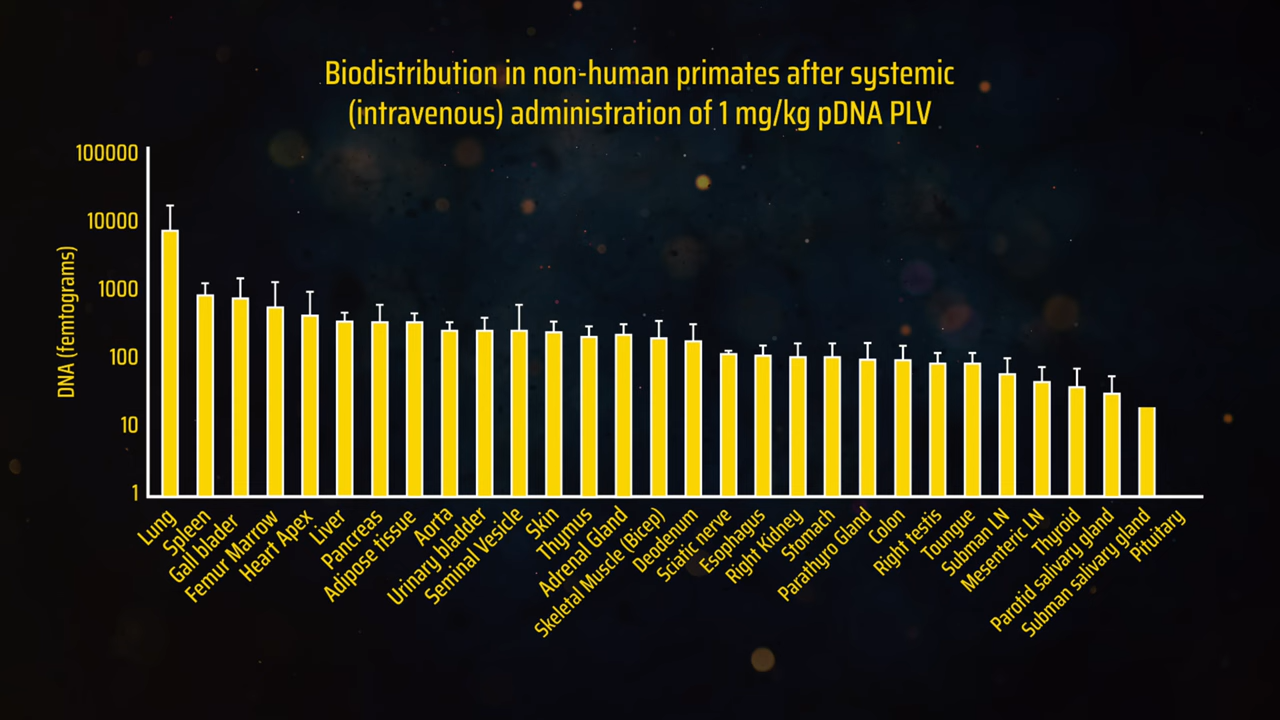 Biodistribution in non-human primates after systemic
(intravenous) administration of 1 mg/kg pDNA PLV
100000
10000
1000
100
10
1
DNA (femtograms)
Lung
Spleen
Gall bladder
Femur Marrow
Heart Apex
Liver
Pancreas
Adipose tissue
Aorta
Urinary bladder
Seminal Vesicle
Skin
Thymus
Adrenal Gland
Skeletal Muscle (Bicep)
Deodenum
Sciatic nerve
Esophagus
Right Kidney
Stomach
Parathyro Gland
Colon
Right testis
Toungue
Subman LN
Mesenteric LN
Thyroid
Parotid salivary gland
Subman salivary gland
Pituitary